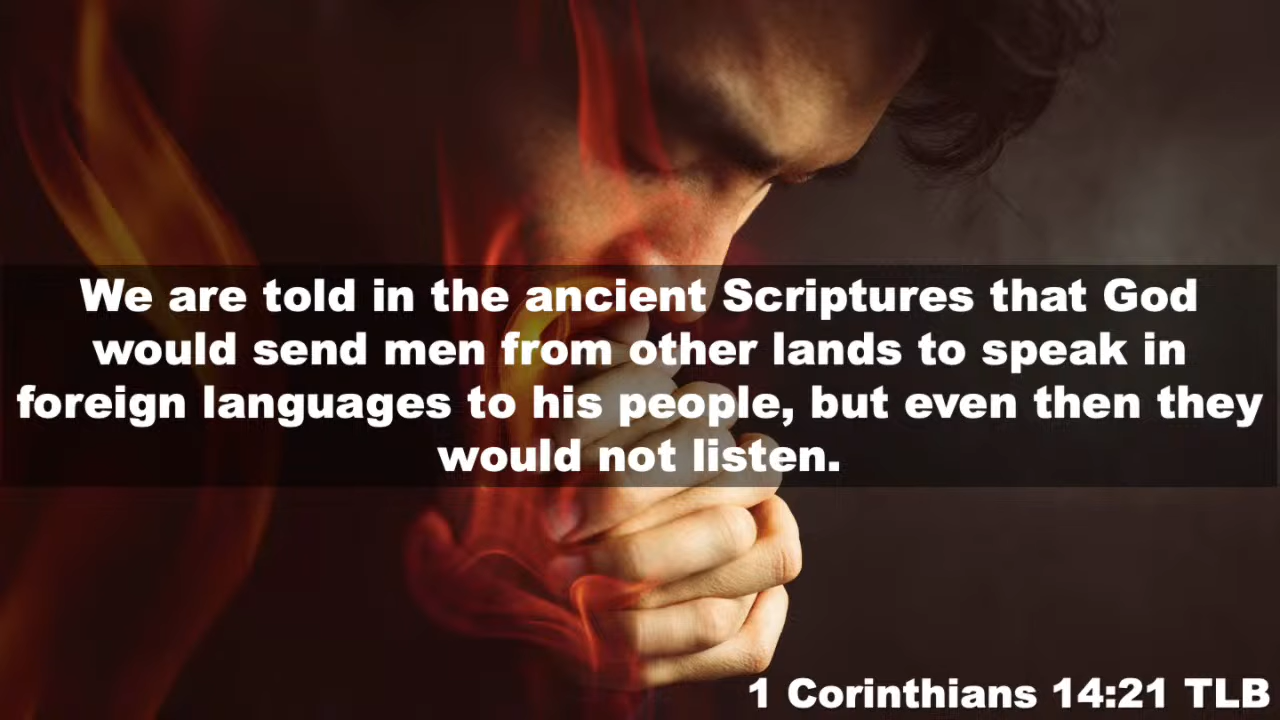 We are told in the ancient Scriptures that God
would send men from other lands to speak in
foreign languages to his people, but even then they
would not listen.
1 Corinthians 14:21 TLB